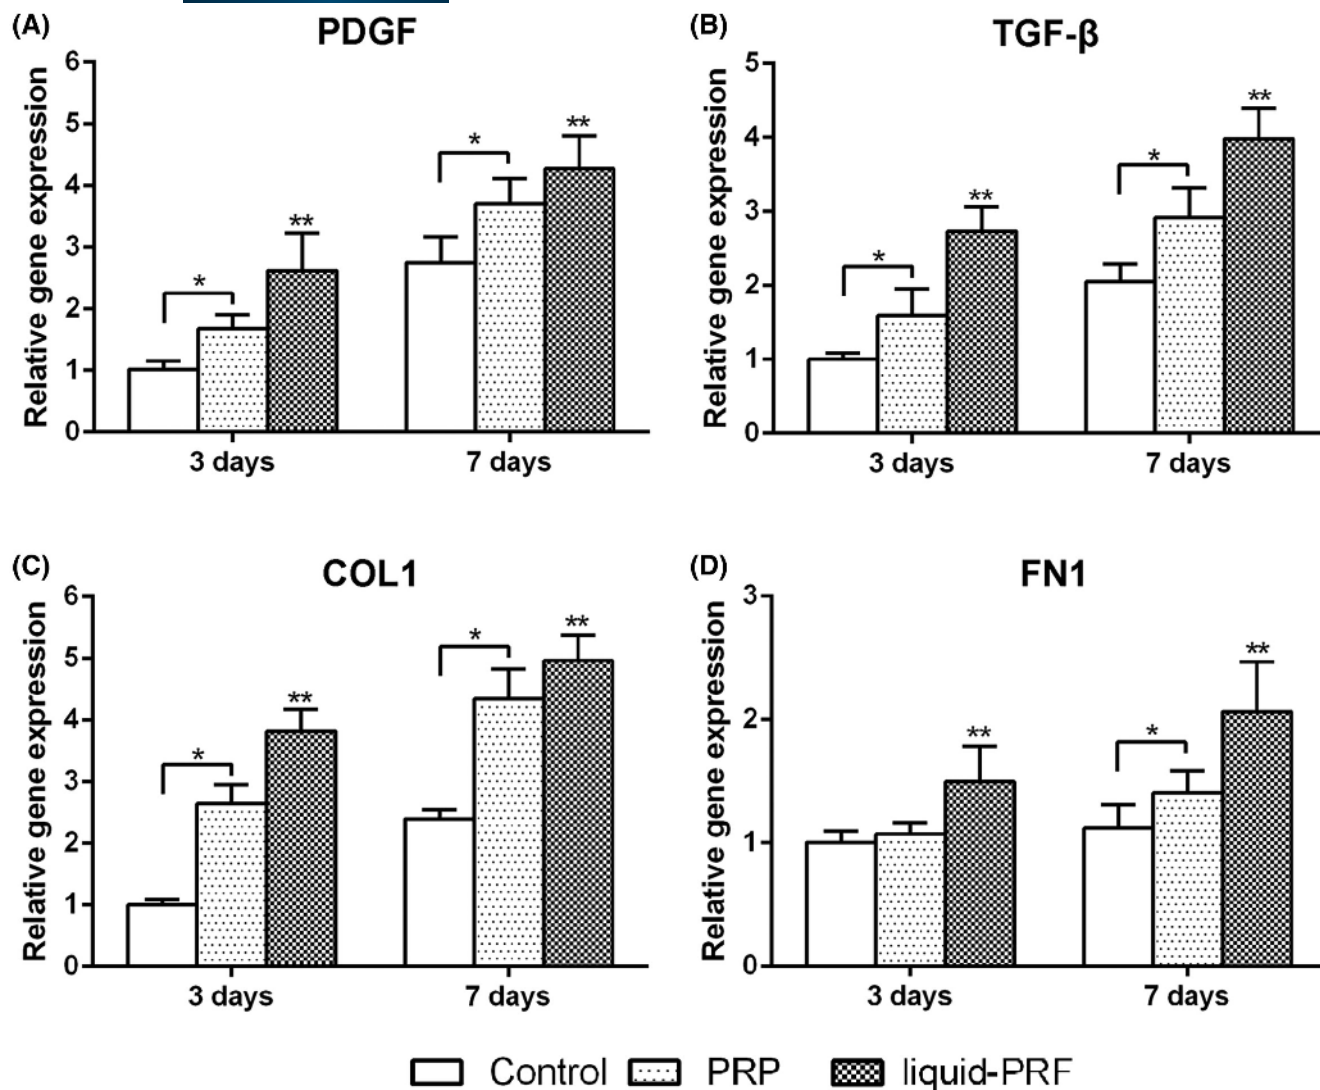 (A)
PDGF
Relative gene expression
6
5
4
3
2
1
0
*
**
*
**
3 days
7 days
(B)
TGF-β
Relative gene expression
5
4
3
2
1
0
*
**
*
**
3 days
7 days
(C)
COL1
Relative gene expression
6
5
4
3
2
1
0
*
**
*
**
3 days
7 days
(D)
FN1
Relative gene expression
3
2
1
0
**
*
**
3 days
7 days
Control PRP liquid-PRF